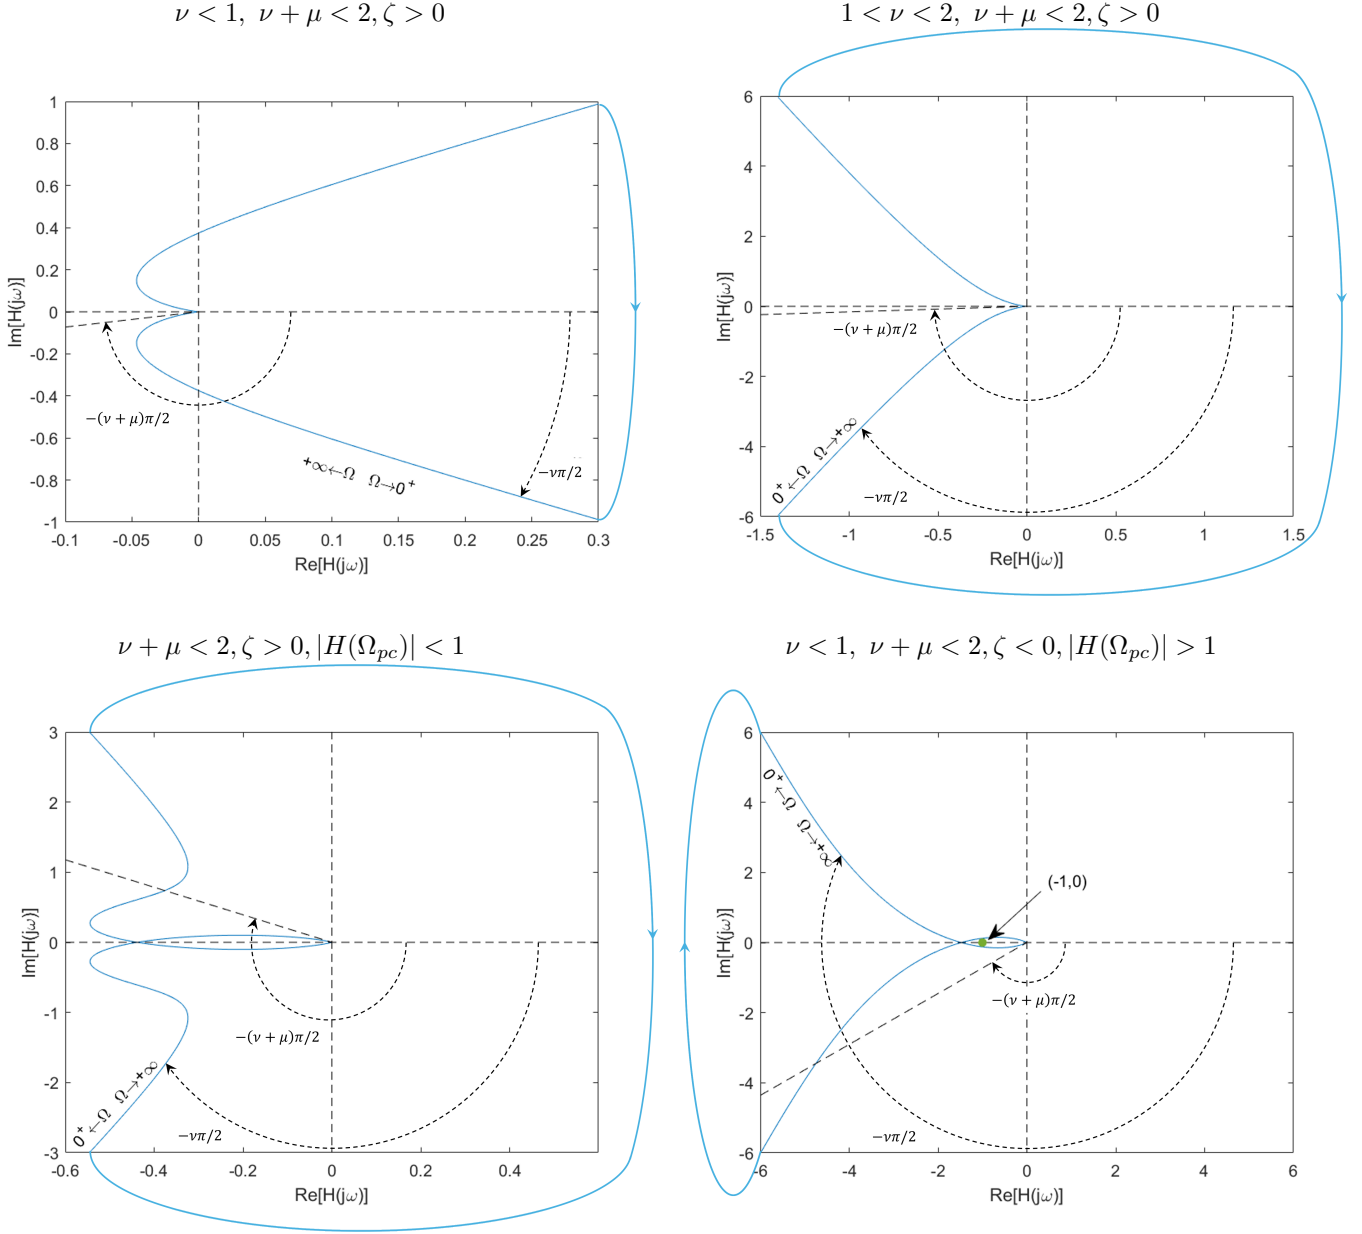 ν < 1, ν + μ < 2, ζ > 0
1
0.8
0.6
0.4
0.2
0
-0.2
-0.4
-0.6
-0.8
-1
-0.1
-0.05
0
0.05
0.1
0.15
0.2
0.25
0.3
Re[H(jω)]
Im[H(jω)]
−(ν + μ)π/2
−νπ/2
+∞←Ω Ω→0⁺
1 < ν < 2, ν + μ < 2, ζ > 0
6
4
2
0
-2
-4
-6
-1.5
-1
-0.5
0
0.5
1
1.5
Re[H(jω)]
Im[H(jω)]
−(ν + μ)π/2
−νπ/2
0⁺←Ω Ω→+∞
ν + μ < 2, ζ > 0, |H(Ω_pc)| < 1
3
2
1
0
-1
-2
-3
-0.6
-0.4
-0.2
0
0.2
0.4
Re[H(jω)]
Im[H(jω)]
−(ν + μ)π/2
−νπ/2
0⁺←Ω Ω→+∞
ν < 1, ν + μ < 2, ζ < 0, |H(Ω_pc)| > 1
6
4
2
0
-2
-4
-6
-6
-4
-2
0
2
4
6
Re[H(jω)]
Im[H(jω)]
0⁺←Ω Ω→+∞
(-1,0)
−(ν + μ)π/2
−νπ/2